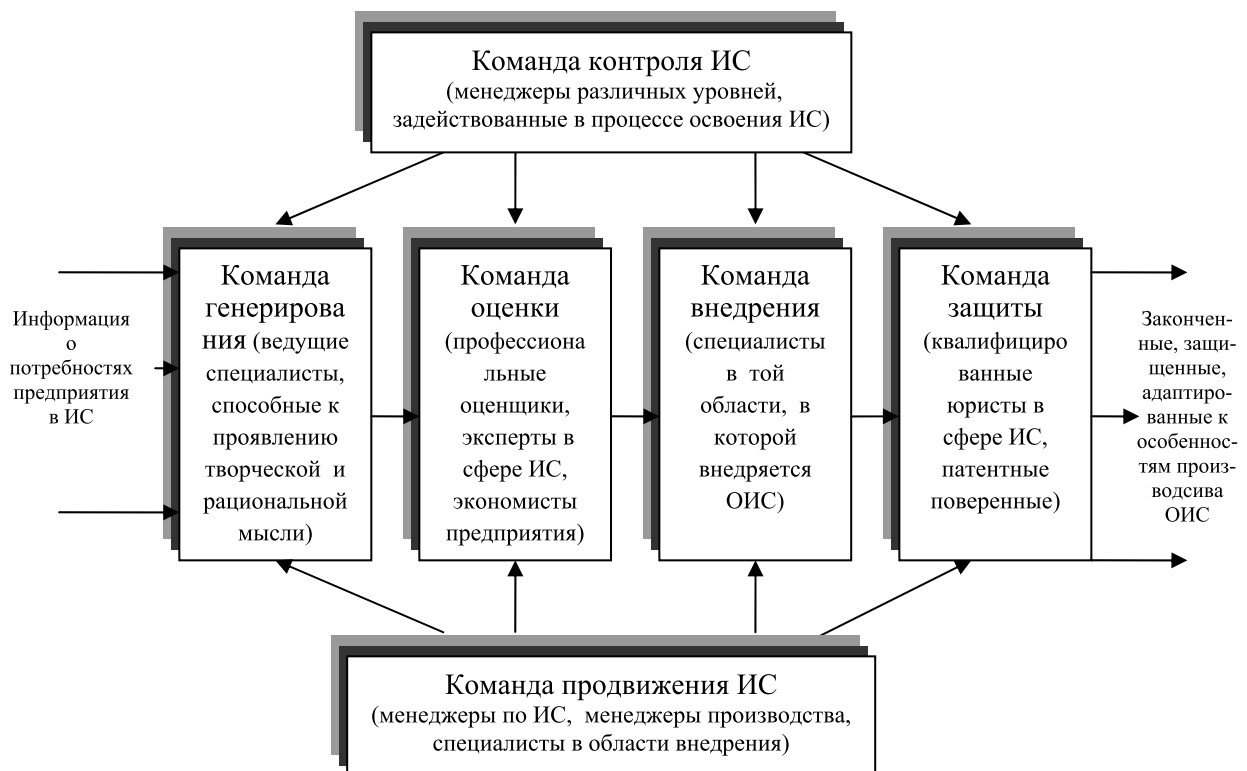 Команда контроля ИС
(менеджеры различных уровней,
задействованные в процессе освоения ИС)
Информация
о
потребностях
предприятия
в ИС
Команда
генерирова
ния (ведущие
специалисты,
способные к
проявлению
творческой и
рациональной
мысли)
Команда
оценки
(профессиона
льные
оценщики,
эксперты в
сфере ИС,
экономисты
предприятия)
Команда
внедрения
(специалисты
в той
области, в
которой
внедряется
ОИС)
Команда
защиты
(квалифициро
ванные
юристы в
сфере ИС,
патентные
поверенные)
Закончен-
ные, защи-
щенные,
адаптиро-
ванные к
особеннос-
тям произ-
водсива
ОИС
Команда продвижения ИС
(менеджеры по ИС, менеджеры производства,
специалисты в области внедрения)